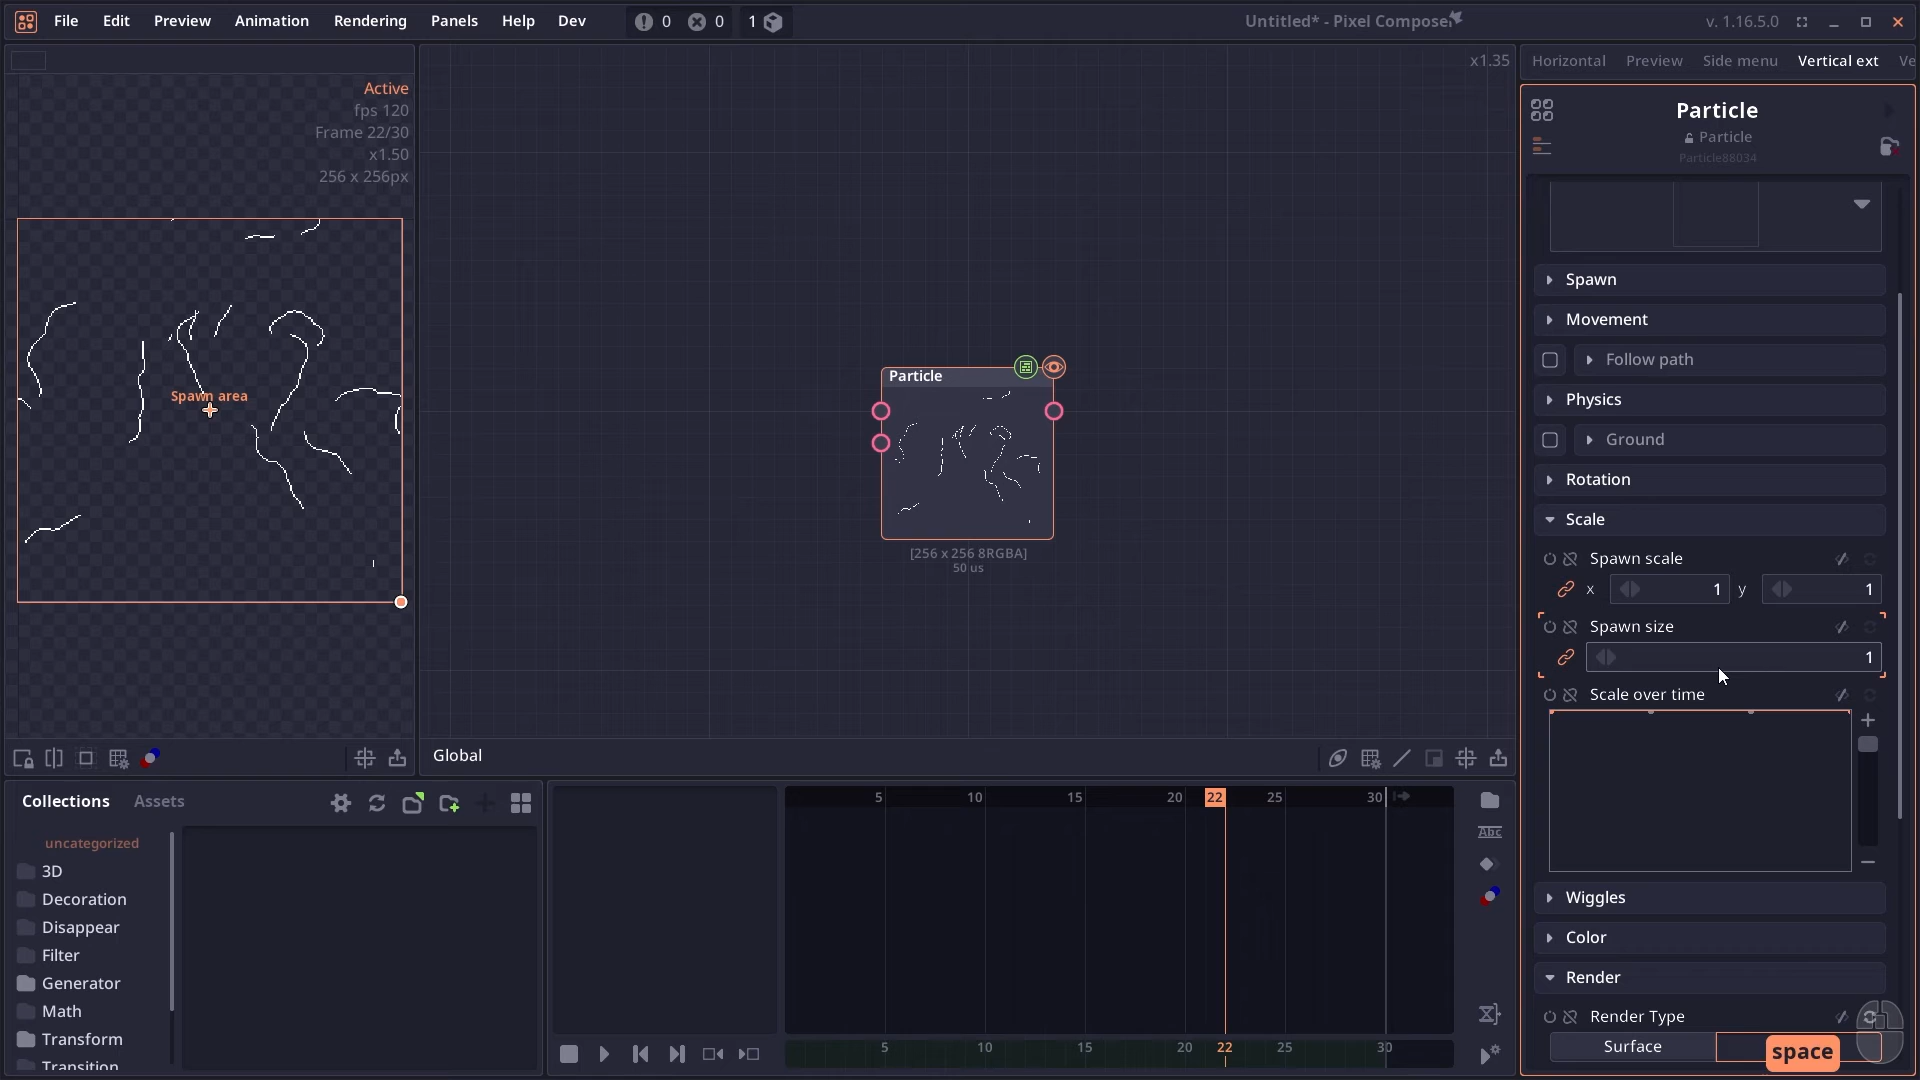 File Edit Preview Animation Rendering Panels Help Dev 0 0 1 Untitled* - Pixel Composer v. 1.16.5.0
x1.35
Horizontal Preview Side menu Vertical ext Ve
Active
fps 120
Frame 22/30
x1.50
256 x 256px
Spawn area
Particle
[256 x 256 8RGBA]
50 us
Global
Particle
Particle
Particle88034
Spawn
Movement
Follow path
Physics
Ground
Rotation
Scale
Spawn scale
x 1 y 1
Spawn size
1
Scale over time
Wiggles
Color
Render
Render Type
Surface
space
Collections Assets
uncategorized
3D
Decoration
Disappear
Filter
Generator
Math
Transform
Transition
5 10 15 20 22 25 30
Abc
5 10 15 20 22 25 30